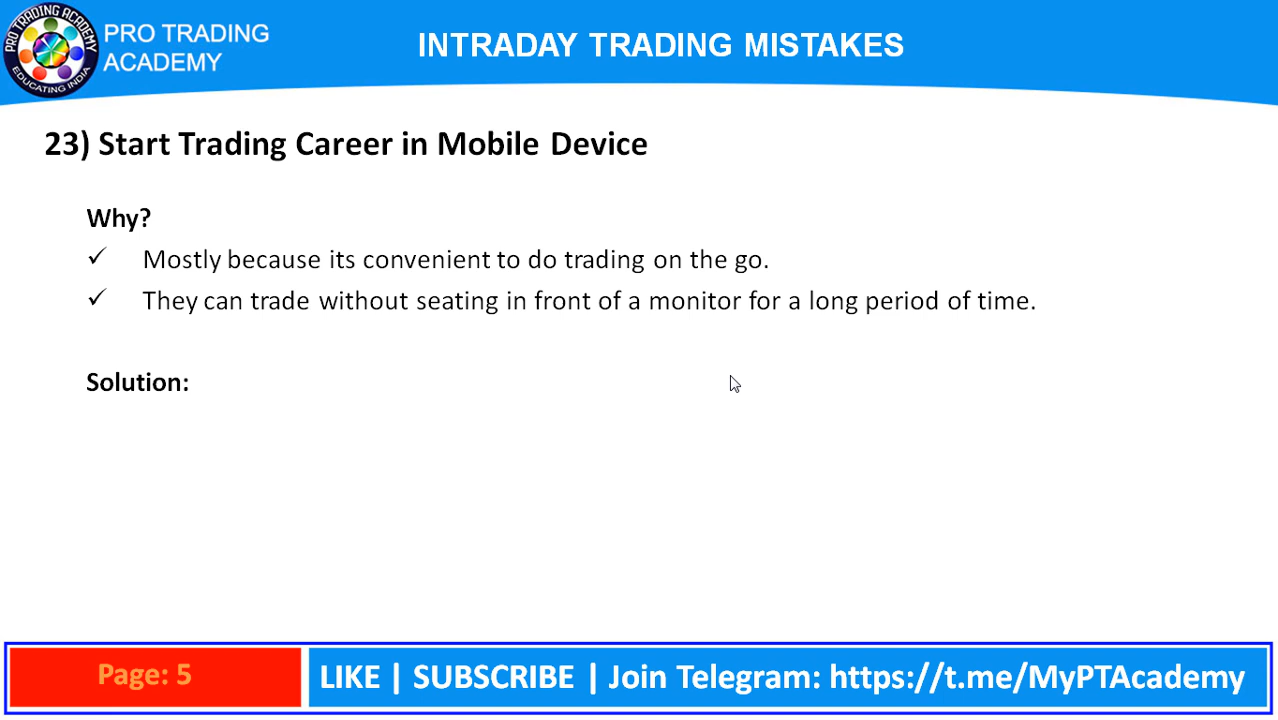 PRO TRADING ACADEMY
EDUCATING INDIA
PRO TRADING
ACADEMY
INTRADAY TRADING MISTAKES
23) Start Trading Career in Mobile Device
Why?
✓ Mostly because its convenient to do trading on the go.
✓ They can trade without seating in front of a monitor for a long period of time.
Solution:
Page: 5
LIKE | SUBSCRIBE | Join Telegram: https://t.me/MyPTAcademy